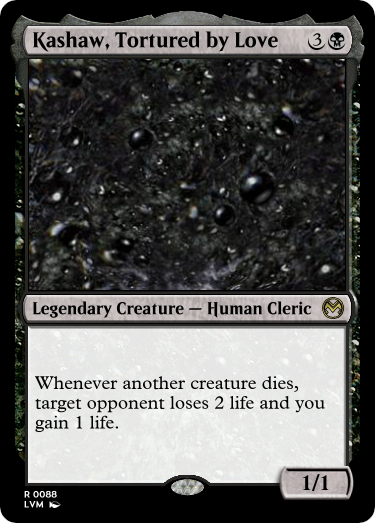 Kashaw, Tortured by Love 3
Legendary Creature — Human Cleric
Whenever another creature dies,
target opponent loses 2 life and you
gain 1 life.
1/1
R 0088
LVM